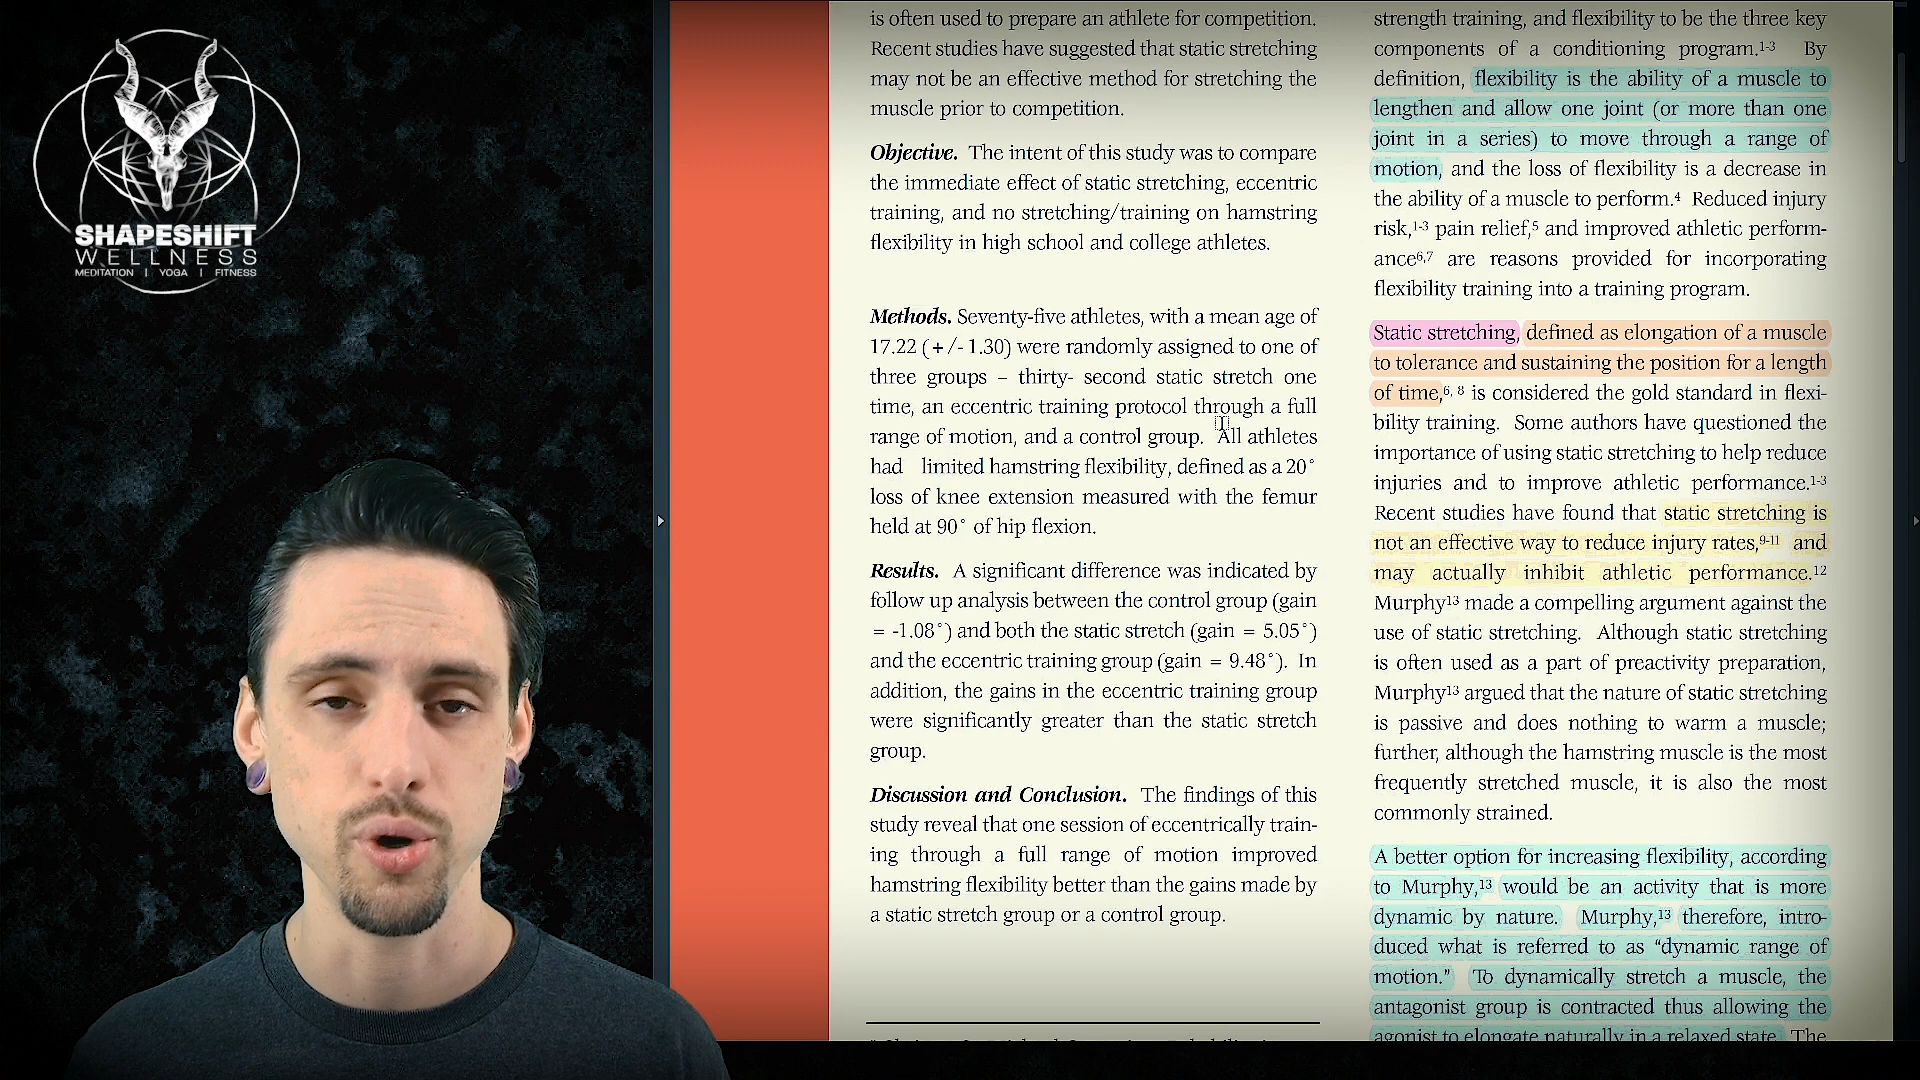 SHAPESHIFT
WELLNESS
MEDITATION | YOGA | FITNESS
is often used to prepare an athlete for competition.
Recent studies have suggested that static stretching
may not be an effective method for stretching the
muscle prior to competition.
Objective. The intent of this study was to compare
the immediate effect of static stretching, eccentric
training, and no stretching/training on hamstring
flexibility in high school and college athletes.
Methods. Seventy-five athletes, with a mean age of
17.22 (+/- 1.30) were randomly assigned to one of
three groups – thirty- second static stretch one
time, an eccentric training protocol through a full
range of motion, and a control group. All athletes
had limited hamstring flexibility, defined as a 20°
loss of knee extension measured with the femur
held at 90° of hip flexion.
Results. A significant difference was indicated by
follow up analysis between the control group (gain
= -1.08°) and both the static stretch (gain = 5.05°)
and the eccentric training group (gain = 9.48°). In
addition, the gains in the eccentric training group
were significantly greater than the static stretch
group.
Discussion and Conclusion. The findings of this
study reveal that one session of eccentrically train-
ing through a full range of motion improved
hamstring flexibility better than the gains made by
a static stretch group or a control group.
strength training, and flexibility to be the three key
components of a conditioning program.1-3 By
definition, flexibility is the ability of a muscle to
lengthen and allow one joint (or more than one
joint in a series) to move through a range of
motion, and the loss of flexibility is a decrease in
the ability of a muscle to perform.4 Reduced injury
risk,1-3 pain relief,5 and improved athletic perform-
ance6,7 are reasons provided for incorporating
flexibility training into a training program.
Static stretching, defined as elongation of a muscle
to tolerance and sustaining the position for a length
of time,6, 8 is considered the gold standard in flexi-
bility training. Some authors have questioned the
importance of using static stretching to help reduce
injuries and to improve athletic performance.1-3
Recent studies have found that static stretching is
not an effective way to reduce injury rates,9-11 and
may actually inhibit athletic performance.12
Murphy13 made a compelling argument against the
use of static stretching. Although static stretching
is often used as a part of preactivity preparation,
Murphy13 argued that the nature of static stretching
is passive and does nothing to warm a muscle;
further, although the hamstring muscle is the most
frequently stretched muscle, it is also the most
commonly strained.
A better option for increasing flexibility, according
to Murphy,13 would be an activity that is more
dynamic by nature. Murphy,13 therefore, intro-
duced what is referred to as “dynamic range of
motion.” To dynamically stretch a muscle, the
antagonist group is contracted thus allowing the
agonist to elongate naturally in a relaxed state. The